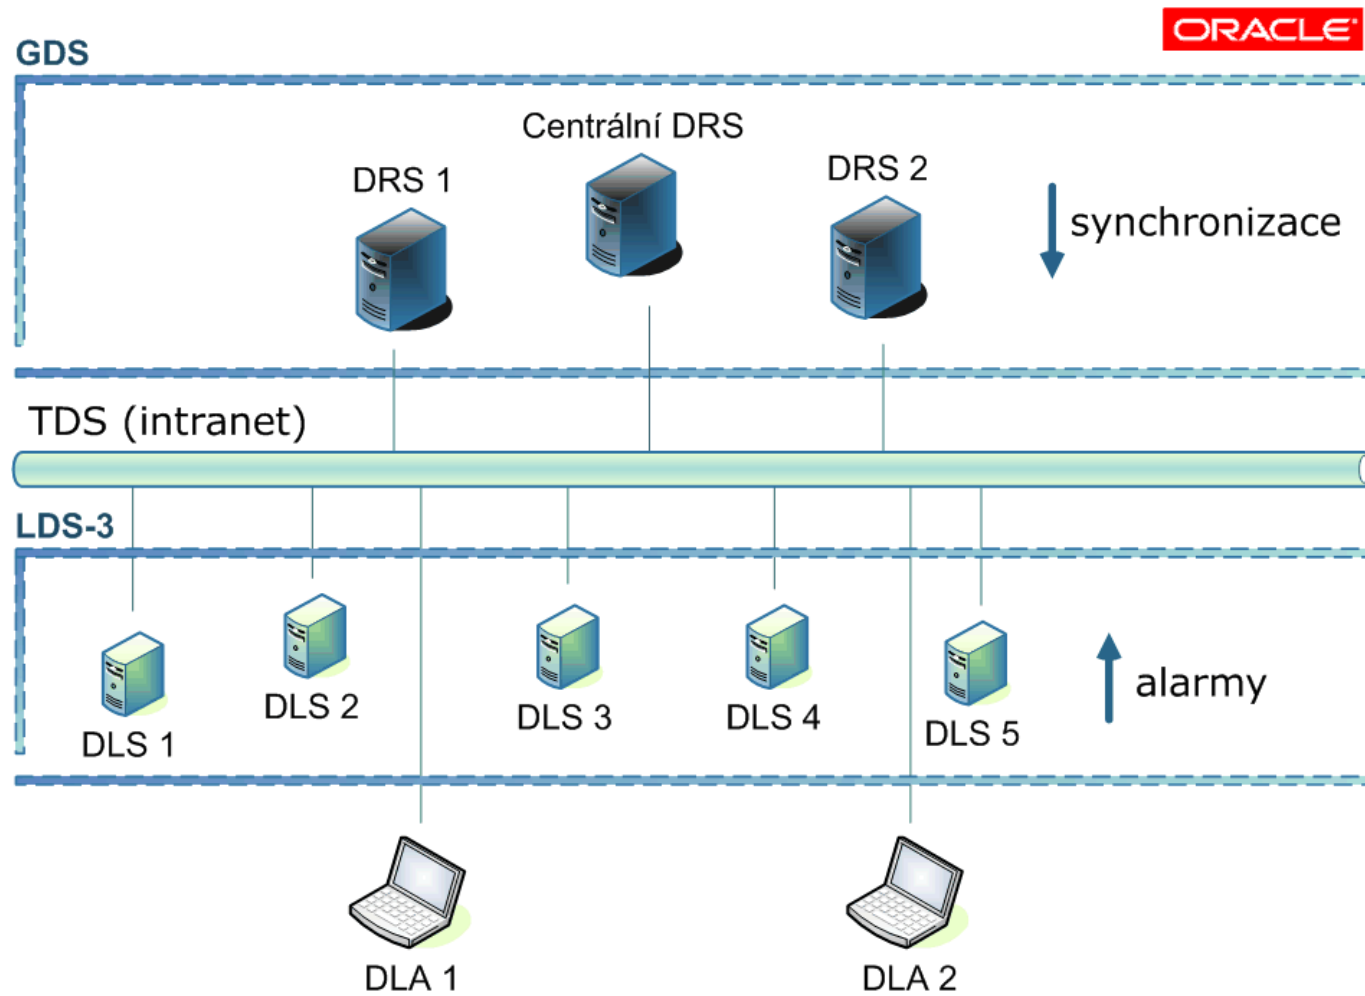 ORACLE
GDS
Centrální DRS
DRS 1
DRS 2
synchronizace
TDS (intranet)
LDS-3
DLS 1
DLS 2
DLS 3
DLS 4
DLS 5
alarmy
DLA 1
DLA 2